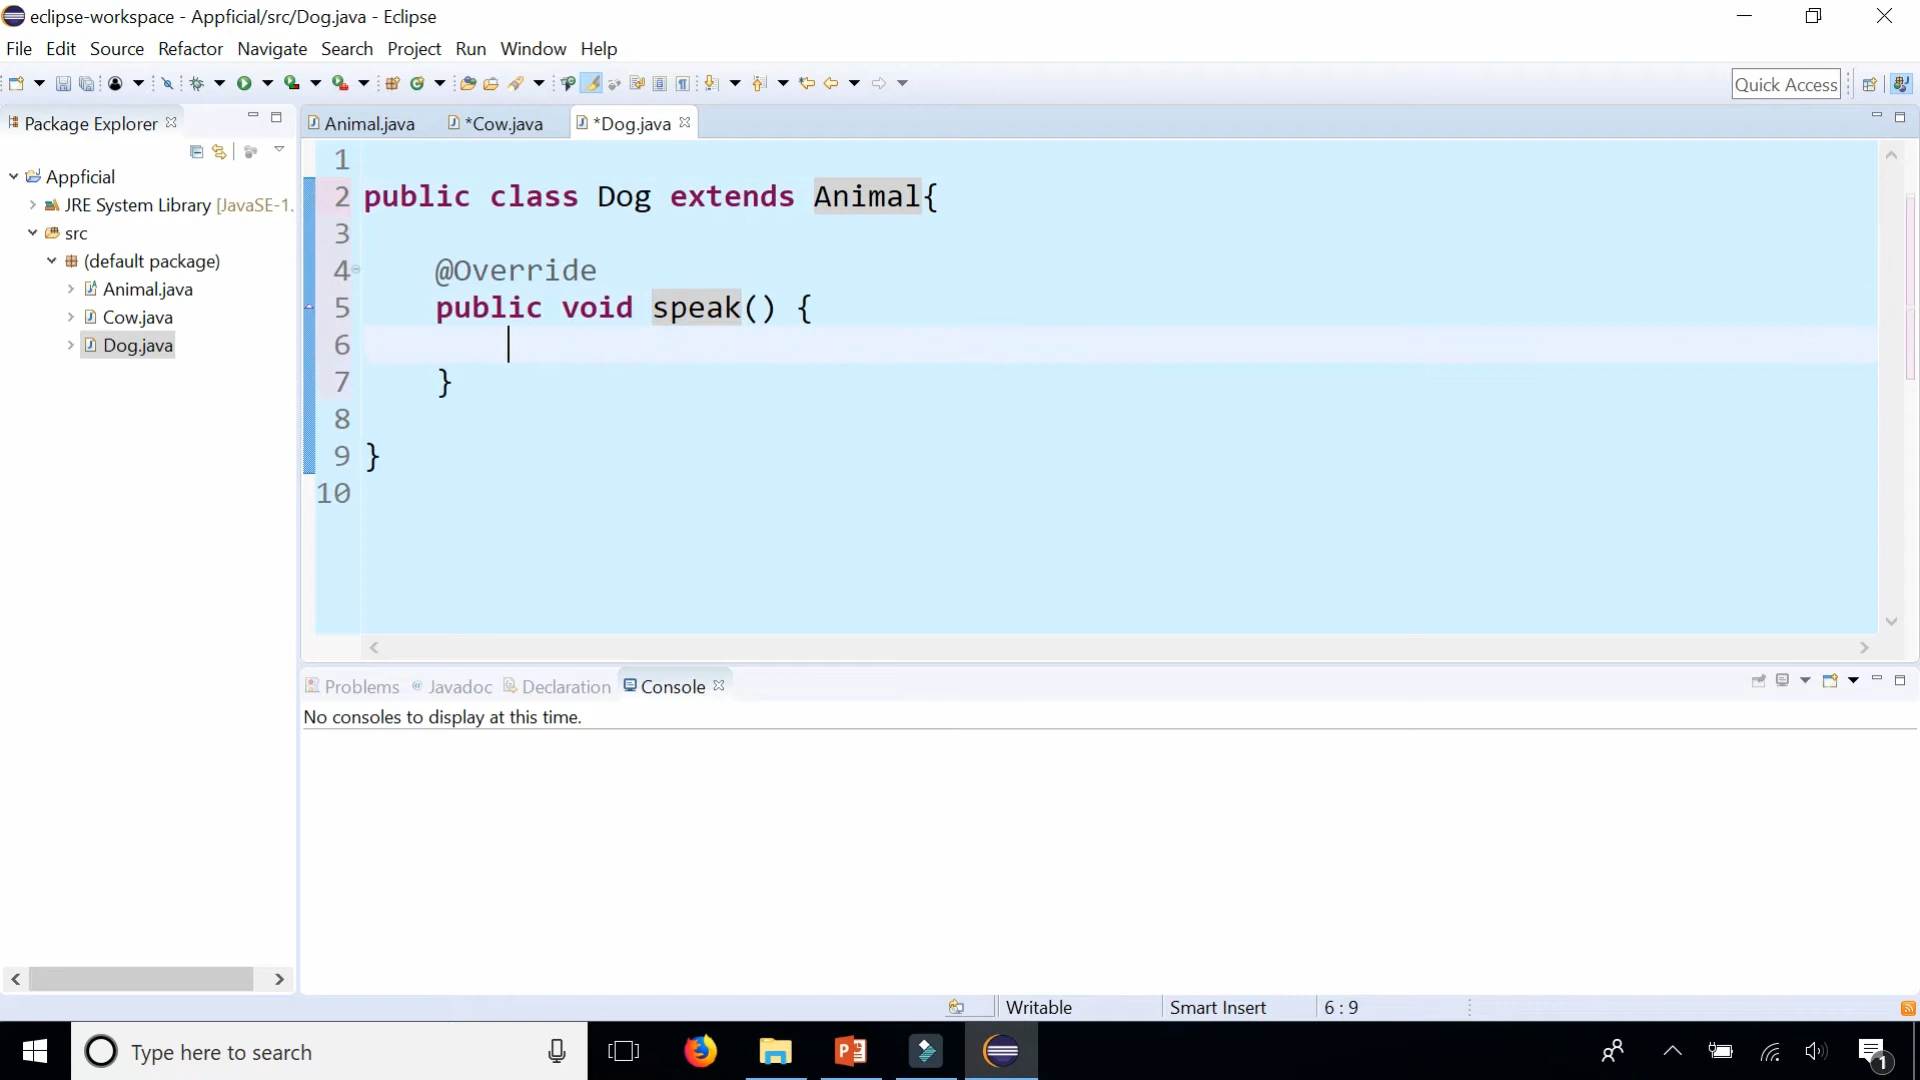 eclipse-workspace - Appficial/src/Dog.java - Eclipse
File Edit Source Refactor Navigate Search Project Run Window Help
Quick Access
Package Explorer
Animal.java *Cow.java *Dog.java
Appficial
JRE System Library [JavaSE-1.
src
(default package)
Animal.java
Cow.java
Dog.java
1
2 public class Dog extends Animal{
3
4 @Override
5 public void speak() {
6
7 }
8
9 }
10
Problems @ Javadoc Declaration Console
No consoles to display at this time.
Writable Smart Insert 6 : 9
Type here to search
1